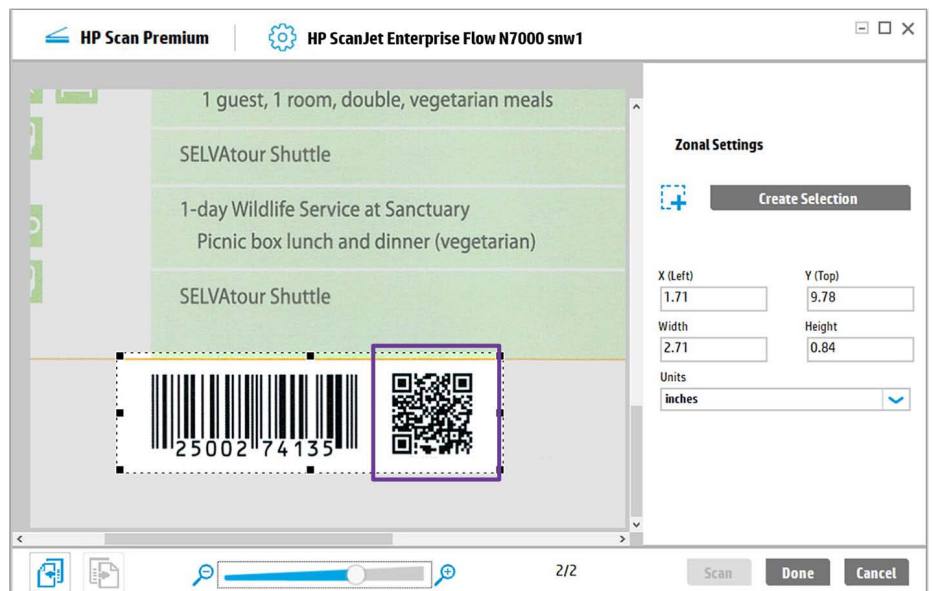 HP Scan Premium
HP ScanJet Enterprise Flow N7000 snw1
1 guest, 1 room, double, vegetarian meals
SELVAtour Shuttle
1-day Wildlife Service at Sanctuary
Picnic box lunch and dinner (vegetarian)
SELVAtour Shuttle
25002 74135
Zonal Settings
Create Selection
X (Left) Y (Top)
1.71 9.78
Width Height
2.71 0.84
Units
inches
2/2
Scan Done Cancel